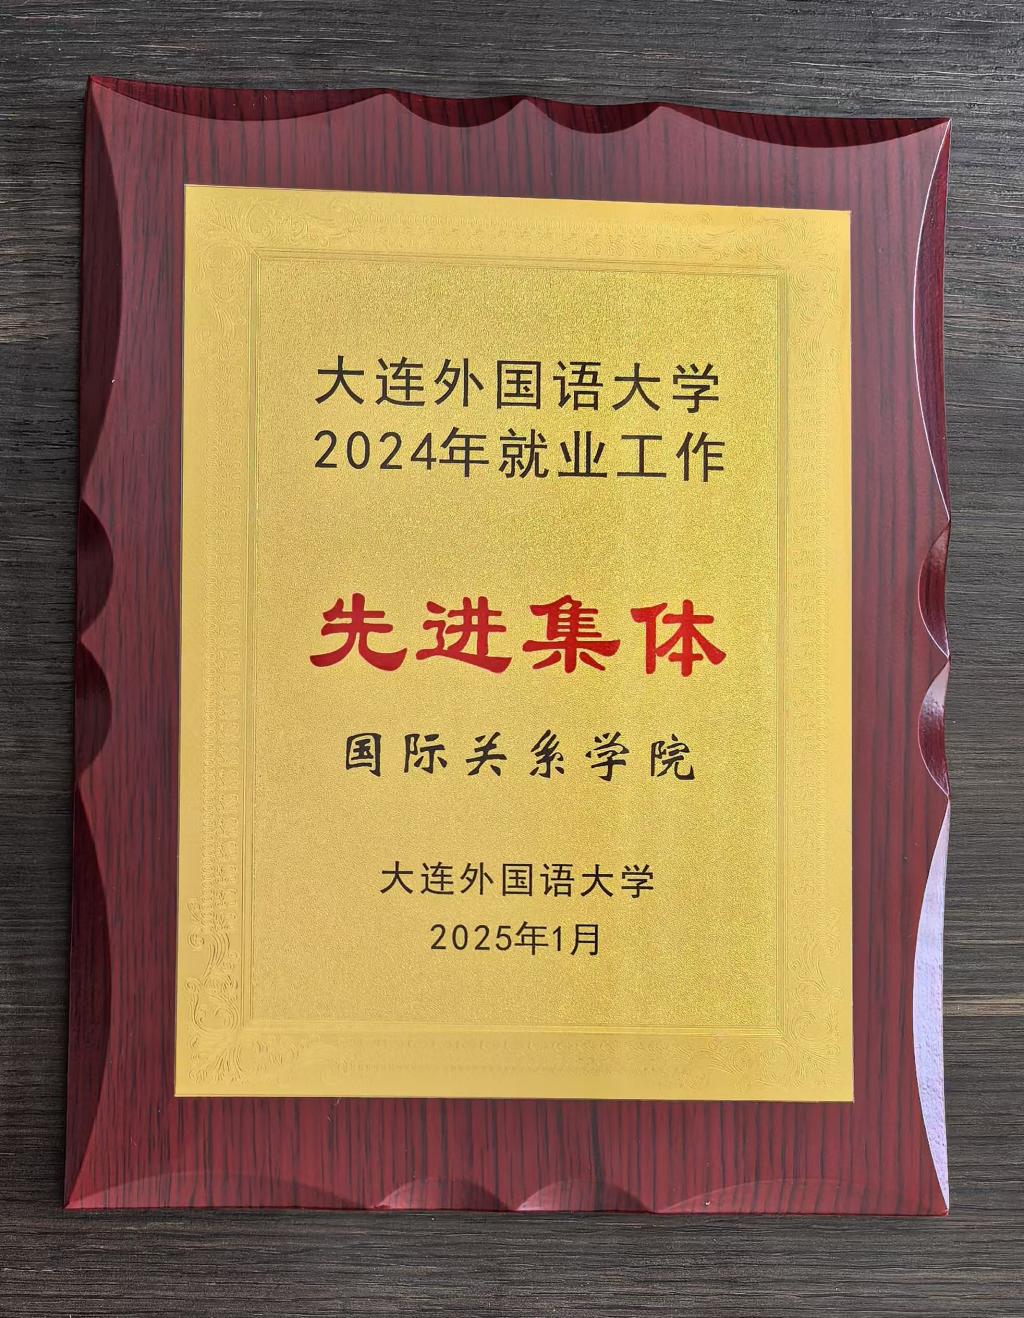 大连外国语大学
2024年就业工作
先进集体
国际关系学院
大连外国语大学
2025年1月